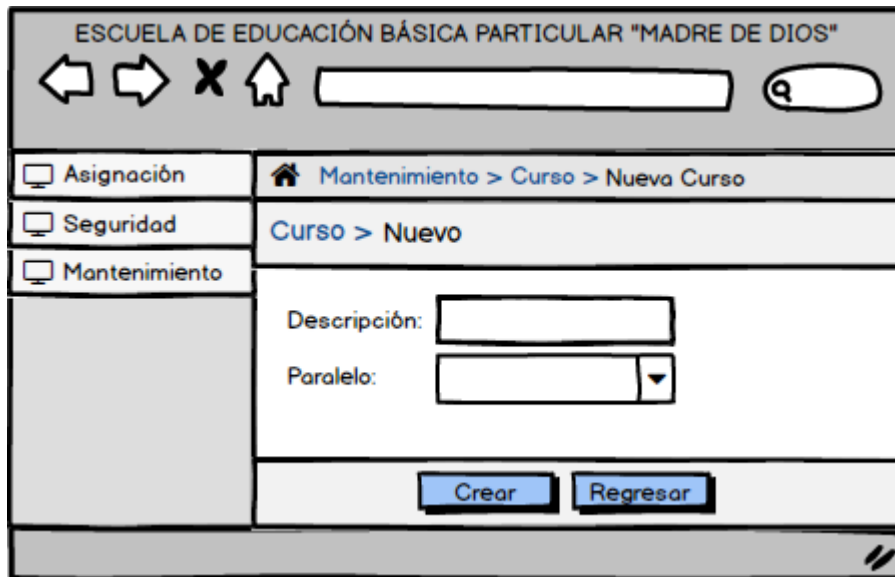 ESCUELA DE EDUCACIÓN BÁSICA PARTICULAR "MADRE DE DIOS"
Asignación
Seguridad
Mantenimiento
Mantenimiento > Curso > Nueva Curso
Curso > Nuevo
Descripción:
Paralelo:
Crear
Regresar